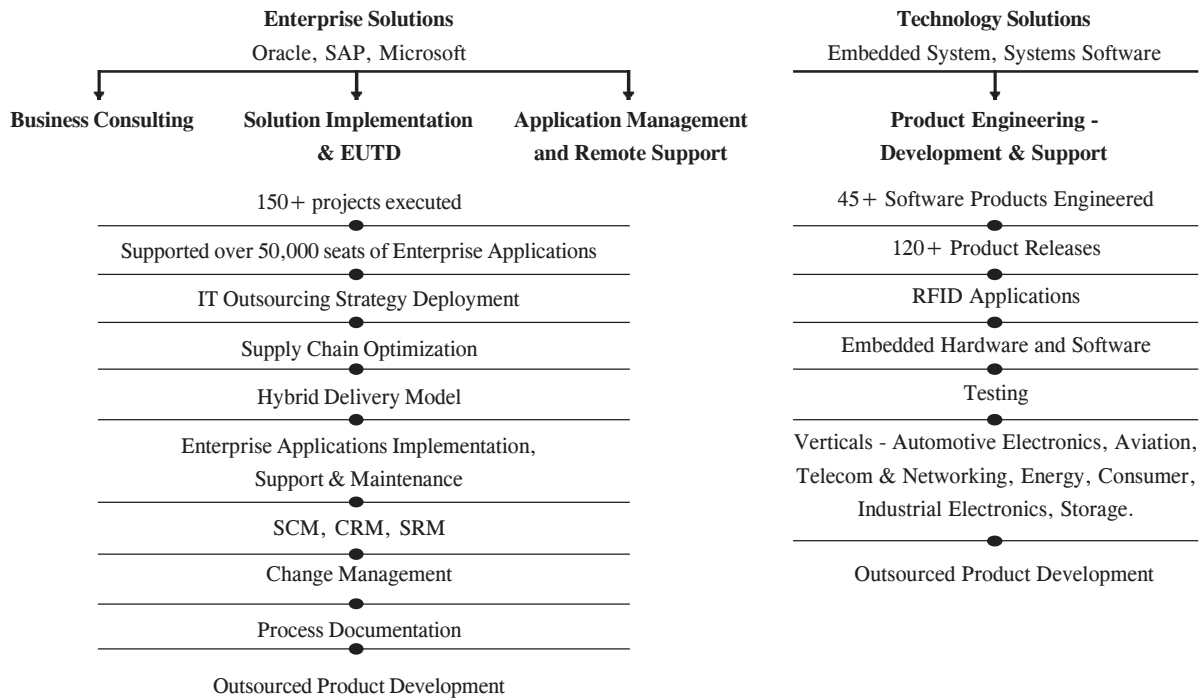 Enterprise Solutions
Oracle, SAP, Microsoft
Business Consulting
Solution Implementation
& EUTD
Application Management
and Remote Support
150+ projects executed
Supported over 50,000 seats of Enterprise Applications
IT Outsourcing Strategy Deployment
Supply Chain Optimization
Hybrid Delivery Model
Enterprise Applications Implementation,
Support & Maintenance
SCM, CRM, SRM
Change Management
Process Documentation
Outsourced Product Development
Technology Solutions
Embedded System, Systems Software
Product Engineering -
Development & Support
45+ Software Products Engineered
120+ Product Releases
RFID Applications
Embedded Hardware and Software
Testing
Verticals - Automotive Electronics, Aviation,
Telecom & Networking, Energy, Consumer,
Industrial Electronics, Storage.
Outsourced Product Development